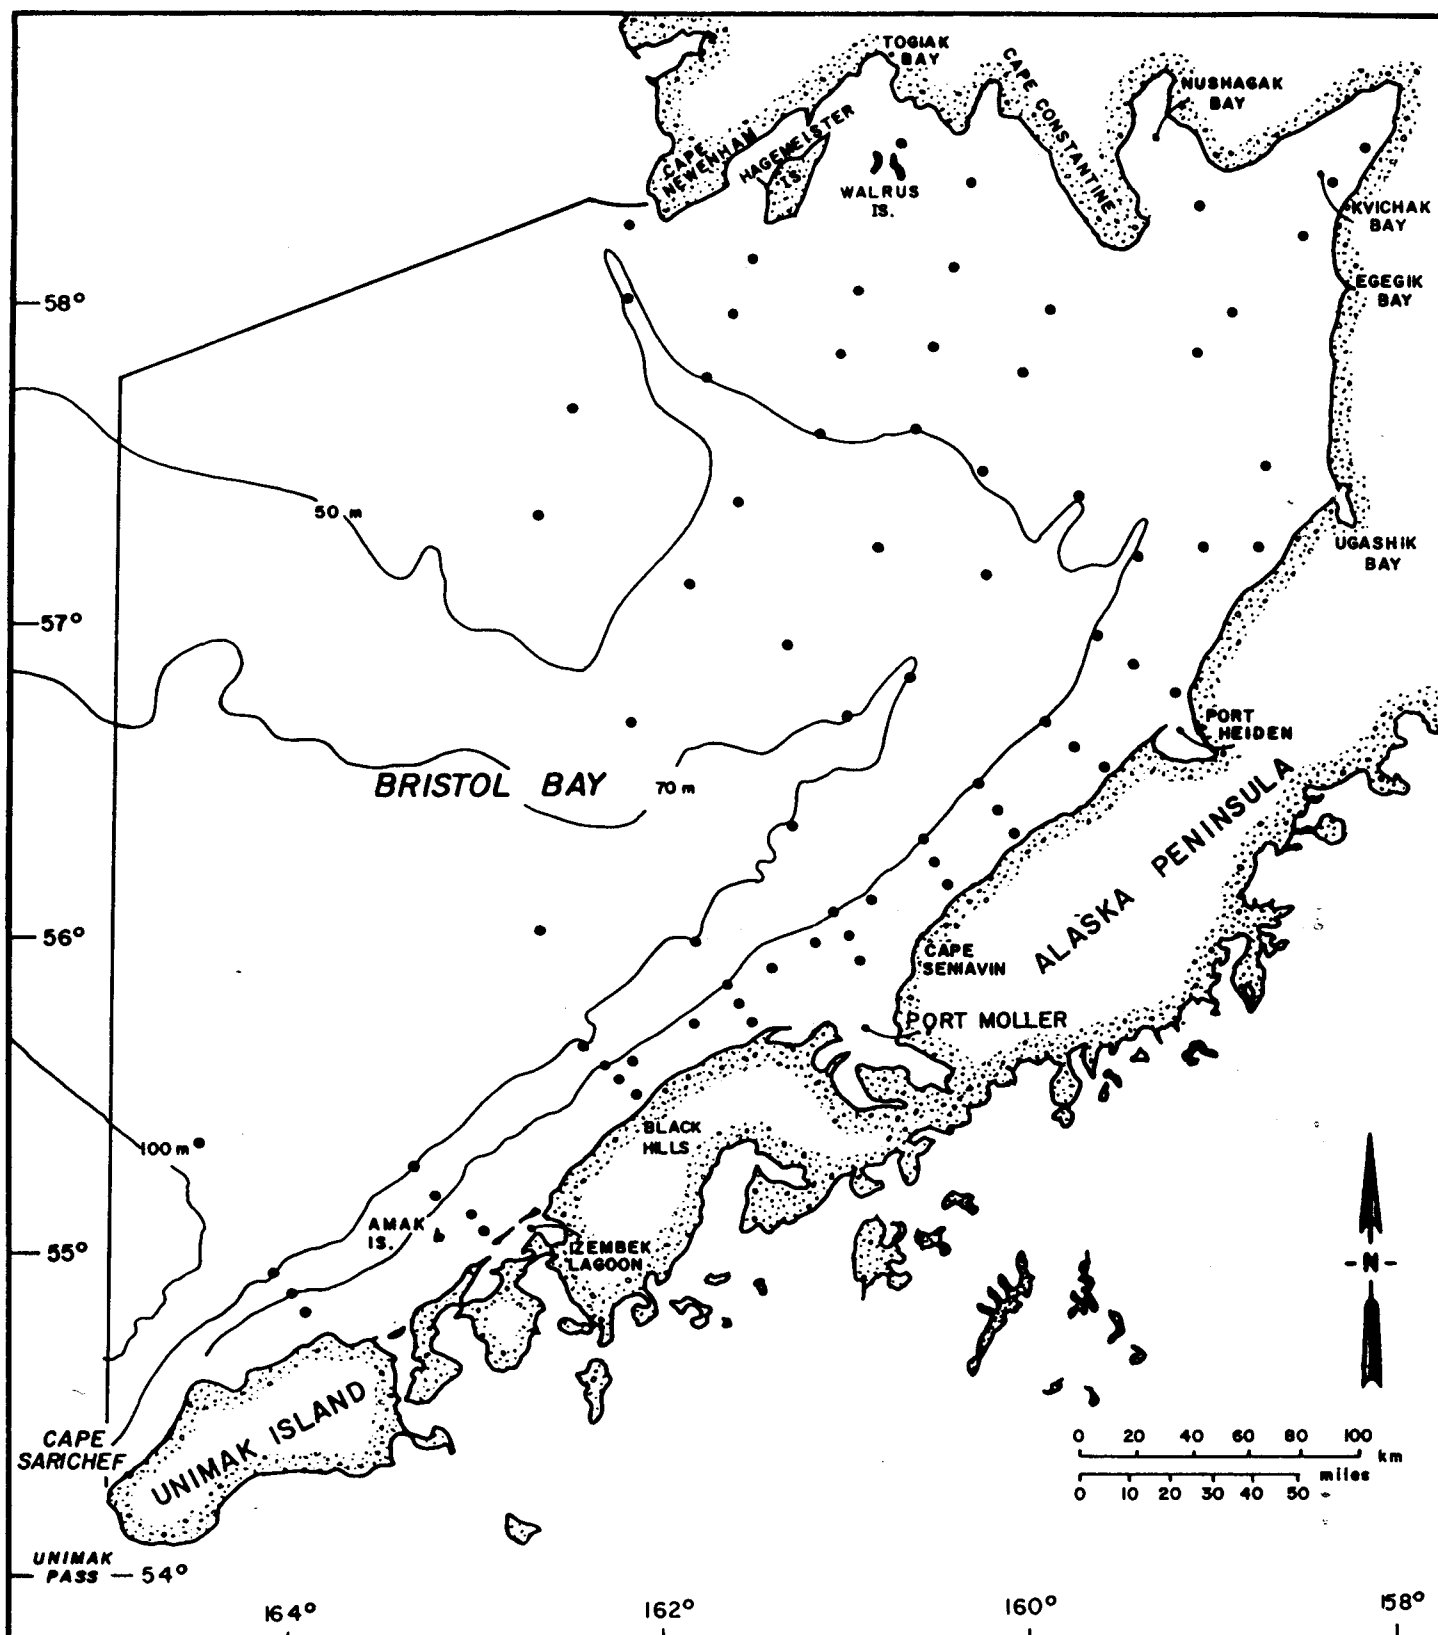 TOGIAK
BAY
CAPE CONSTANTINE
NUSHAGAK
BAY
CAPE
NEWENHAM
HAGEMEISTER
IS.
WALRUS
IS.
KVICHAK
BAY
EGEGIK
BAY
58°
50 m
UGASHIK
BAY
57°
PORT
HEIDEN
BRISTOL BAY
70 m
ALASKA PENINSULA
56°
CAPE
SENIAVIN
PORT MOLLER
BLACK
HILLS
100 m
AMAK
IS.
55°
IZEMBEK
LAGOON
-N-
UNIMAK ISLAND
CAPE
SARICHEF
0 20 40 60 80 100
km
miles
0 10 20 30 40 50
UNIMAK
PASS
54°
164° 162° 160° 158°